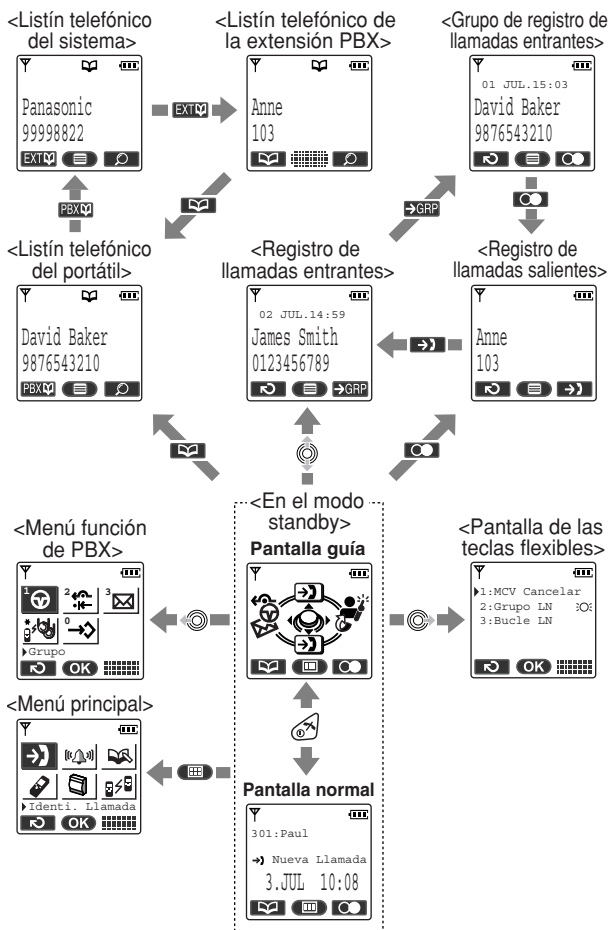 <Listín telefónico
del sistema>
<Listín telefónico de
la extensión PBX>
<Grupo de registro de
llamadas entrantes>
Panasonic
99998822
EXT
EXT
Anne
103
01 JUL.15:03
David Baker
9876543210
PBX
→GRP
<Listín telefónico
del portátil>
<Registro de
llamadas entrantes>
<Registro de
llamadas salientes>
David Baker
9876543210
PBX
02 JUL.14:59
James Smith
0123456789
→GRP
Anne
103
<En el modo
standby>
Pantalla guía
<Menú función
de PBX>
1
2
3
*
0
Grupo
OK
<Pantalla de las
teclas flexibles>
1:MCV Cancelar
2:Grupo LN
3:Bucle LN
OK
<Menú principal>
Identi. Llamada
OK
Pantalla normal
301:Paul
Nueva Llamada
3.JUL 10:08